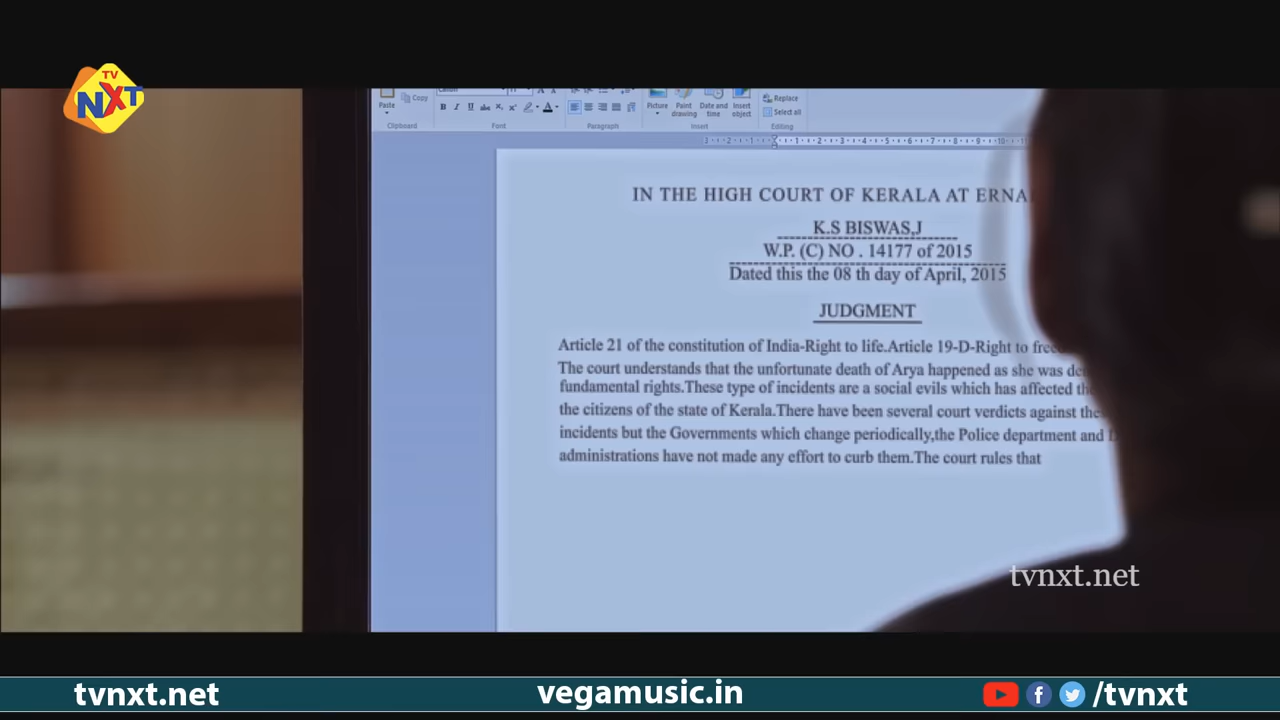 TV
NXT
Paste
Copy
Clipboard
Font
Paragraph
Picture
Paint drawing
Date and time
Insert object
Insert
Replace
Select all
Editing
IN THE HIGH COURT OF KERALA AT ERNA
K.S BISWAS,J
W.P. (C) NO . 14177 of 2015
Dated this the 08 th day of April, 2015
JUDGMENT
Article 21 of the constitution of India-Right to life.Article 19-D-Right to free
The court understands that the unfortunate death of Arya happened as she was de
fundamental rights.These type of incidents are a social evils which has affected the
the citizens of the state of Kerala.There have been several court verdicts against the
incidents but the Governments which change periodically,the Police department and
administrations have not made any effort to curb them.The court rules that
tvnxt.net
tvnxt.net
vegamusic.in
/tvnxt